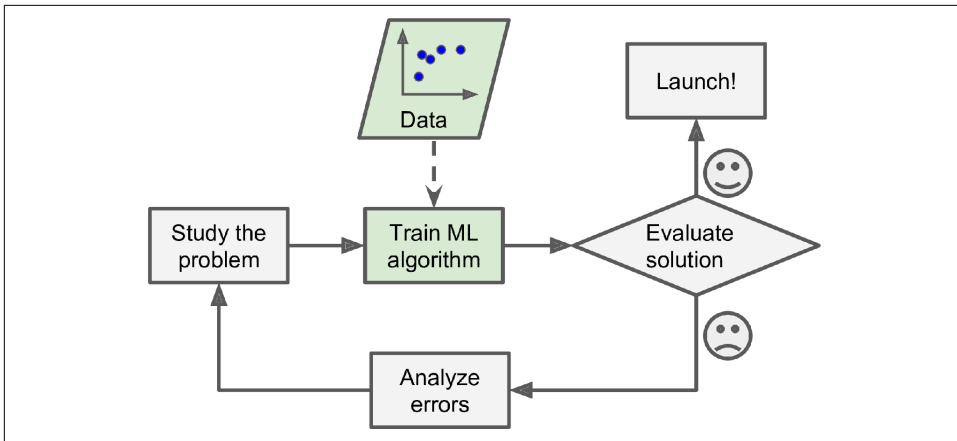 Data
Launch!
Study the
problem
Train ML
algorithm
Evaluate
solution
Analyze
errors